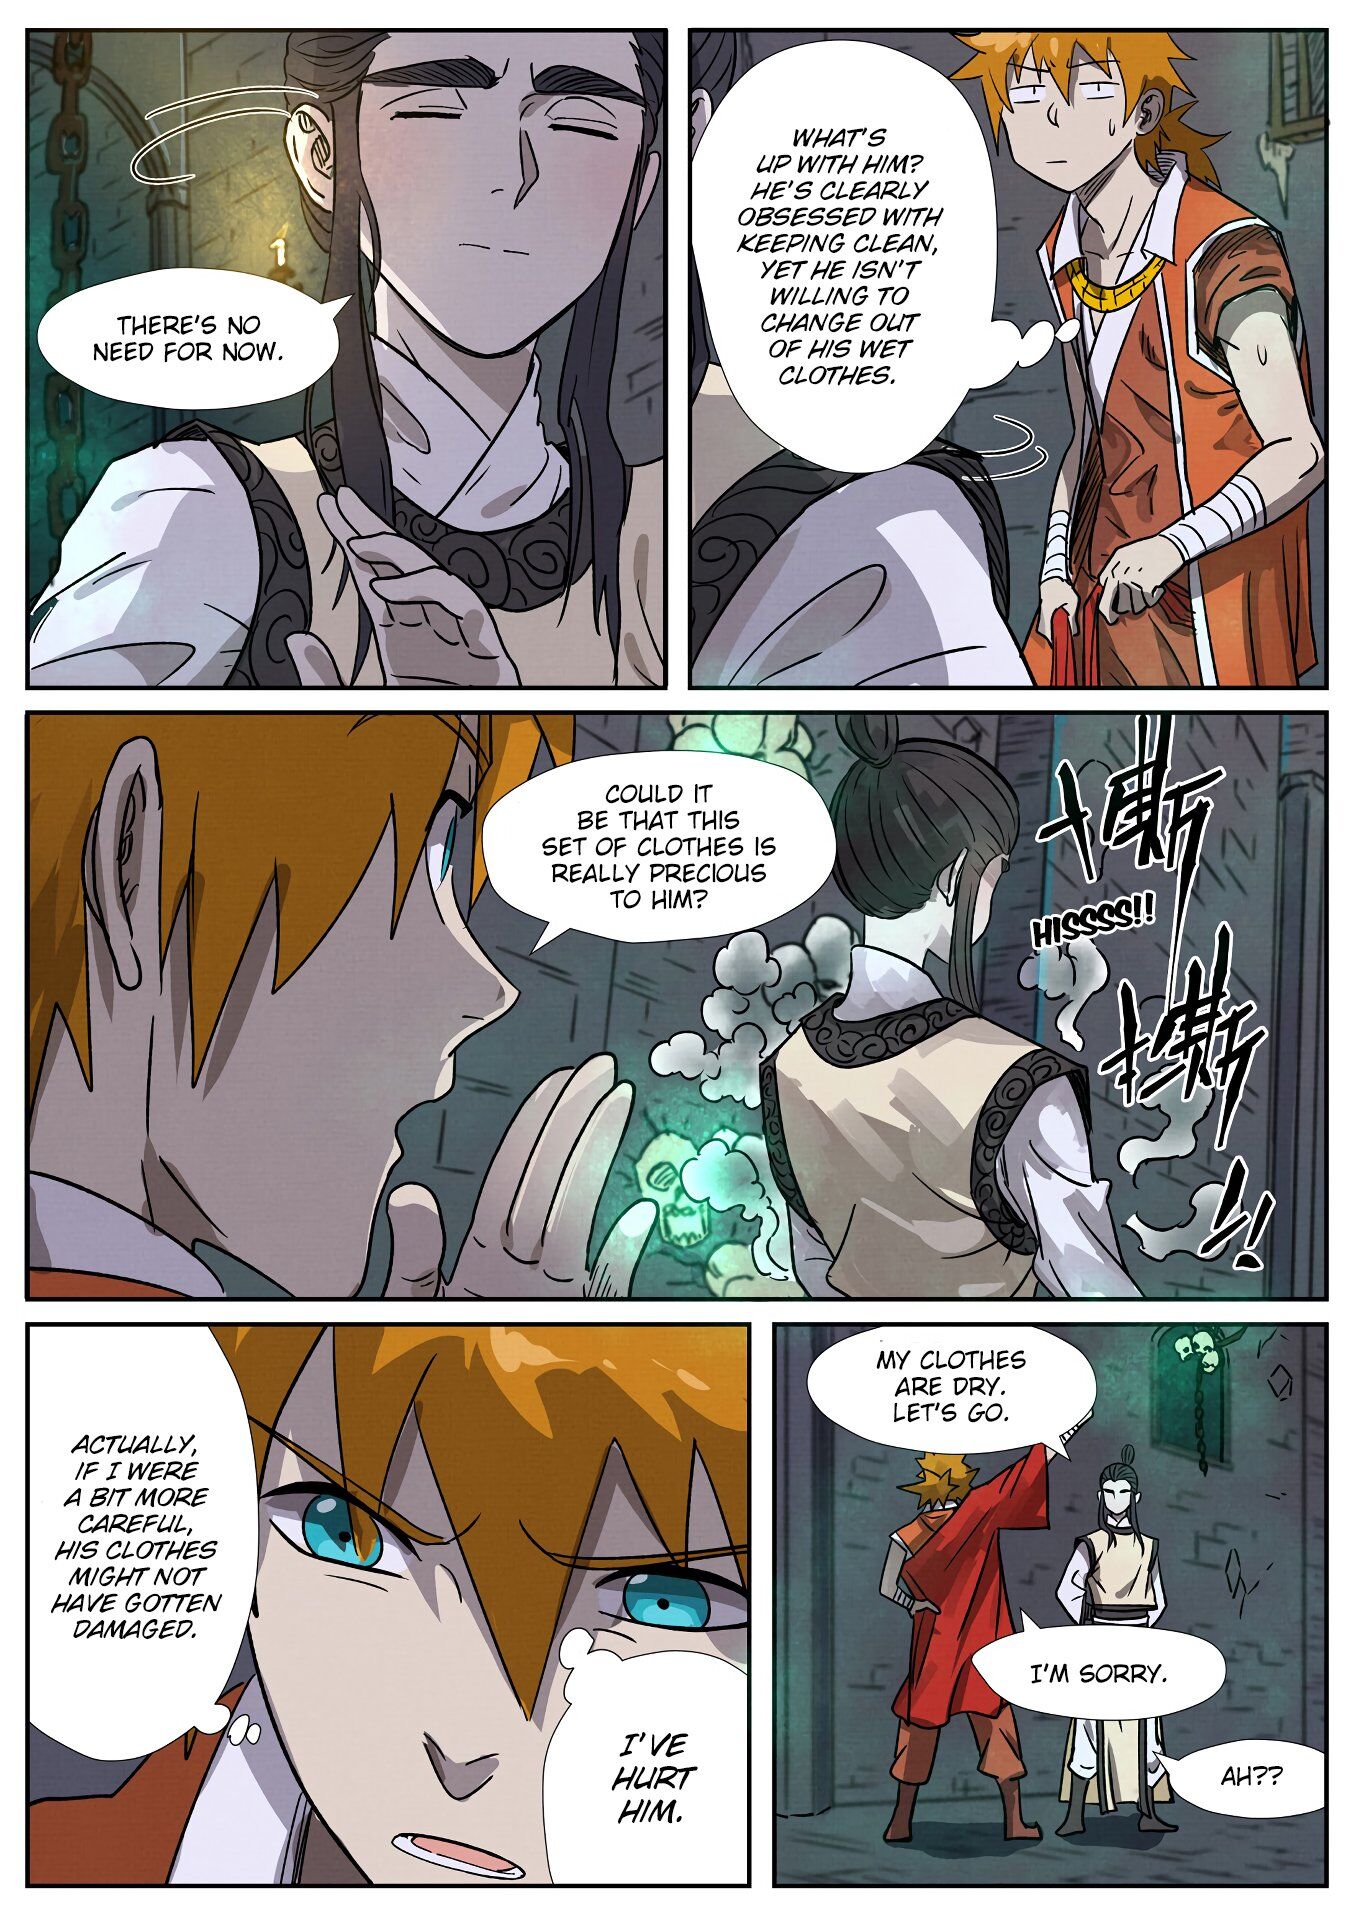 THERE'S NO
NEED FOR NOW.
WHAT'S
UP WITH HIM?
HE'S CLEARLY
OBSESSED WITH
KEEPING CLEAN,
YET HE ISN'T
WILLING TO
CHANGE OUT
OF HIS WET
CLOTHES.
COULD IT
BE THAT THIS
SET OF CLOTHES IS
REALLY PRECIOUS
TO HIM?
撕
HISSSS!!
撕
!!
ACTUALLY,
IF I WERE
A BIT MORE
CAREFUL,
HIS CLOTHES
MIGHT NOT
HAVE GOTTEN
DAMAGED.
I'VE
HURT
HIM.
MY CLOTHES
ARE DRY.
LET'S GO.
I'M SORRY.
AH??